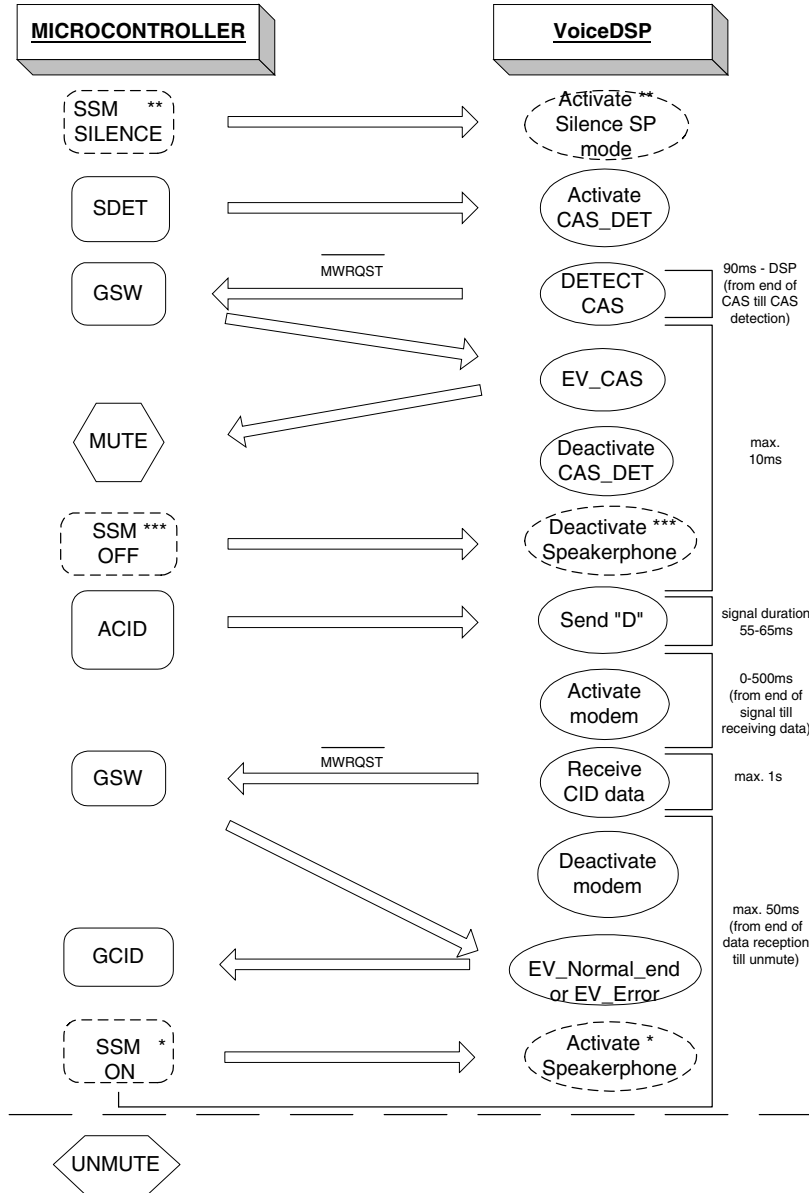 MICROCONTROLLER
VoiceDSP
SSM **
SILENCE
Activate **
Silence SP
mode
SDET
Activate
CAS_DET
MWRQST
GSW
DETECT
CAS
90ms - DSP
(from end of
CAS till CAS
detection)
EV_CAS
MUTE
Deactivate
CAS_DET
max.
10ms
SSM ***
OFF
Deactivate ***
Speakerphone
ACID
Send "D"
signal duration
55-65ms
Activate
modem
0-500ms
(from end of
signal till
receiving data)
MWRQST
GSW
Receive
CID data
max. 1s
Deactivate
modem
max. 50ms
(from end of
data reception
till unmute)
GCID
EV_Normal_end
or EV_Error
SSM *
ON
Activate *
Speakerphone
UNMUTE